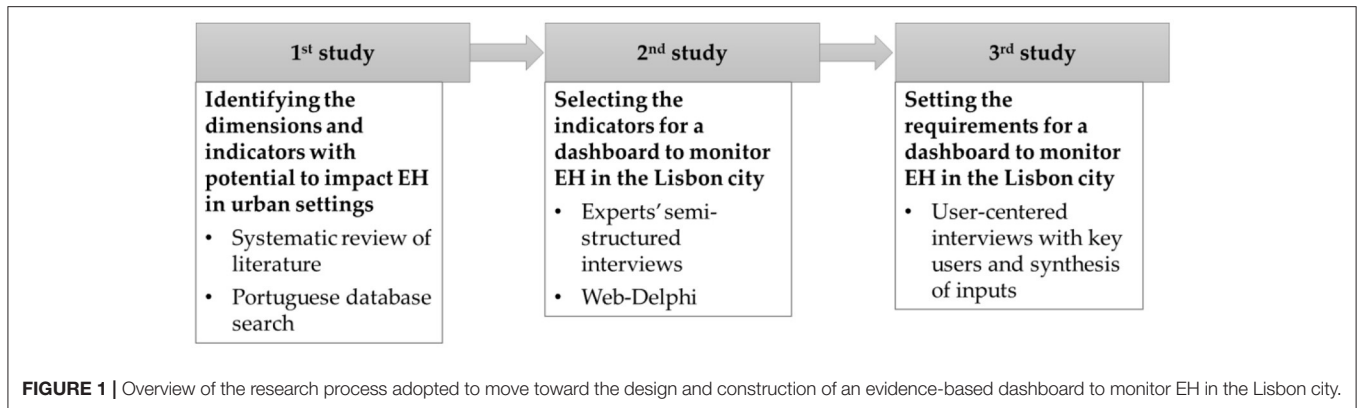 1st study
Identifying the
dimensions and
indicators with
potential to impact EH
in urban settings
• Systematic review of
literature
• Portuguese database
search
2nd study
Selecting the
indicators for a
dashboard to monitor
EH in the Lisbon city
• Experts’ semi-
structured
interviews
• Web-Delphi
3rd study
Setting the
requirements for a
dashboard to monitor
EH in the Lisbon city
• User-centered
interviews with key
users and synthesis
of inputs
FIGURE 1 | Overview of the research process adopted to move toward the design and construction of an evidence-based dashboard to monitor EH in the Lisbon city.